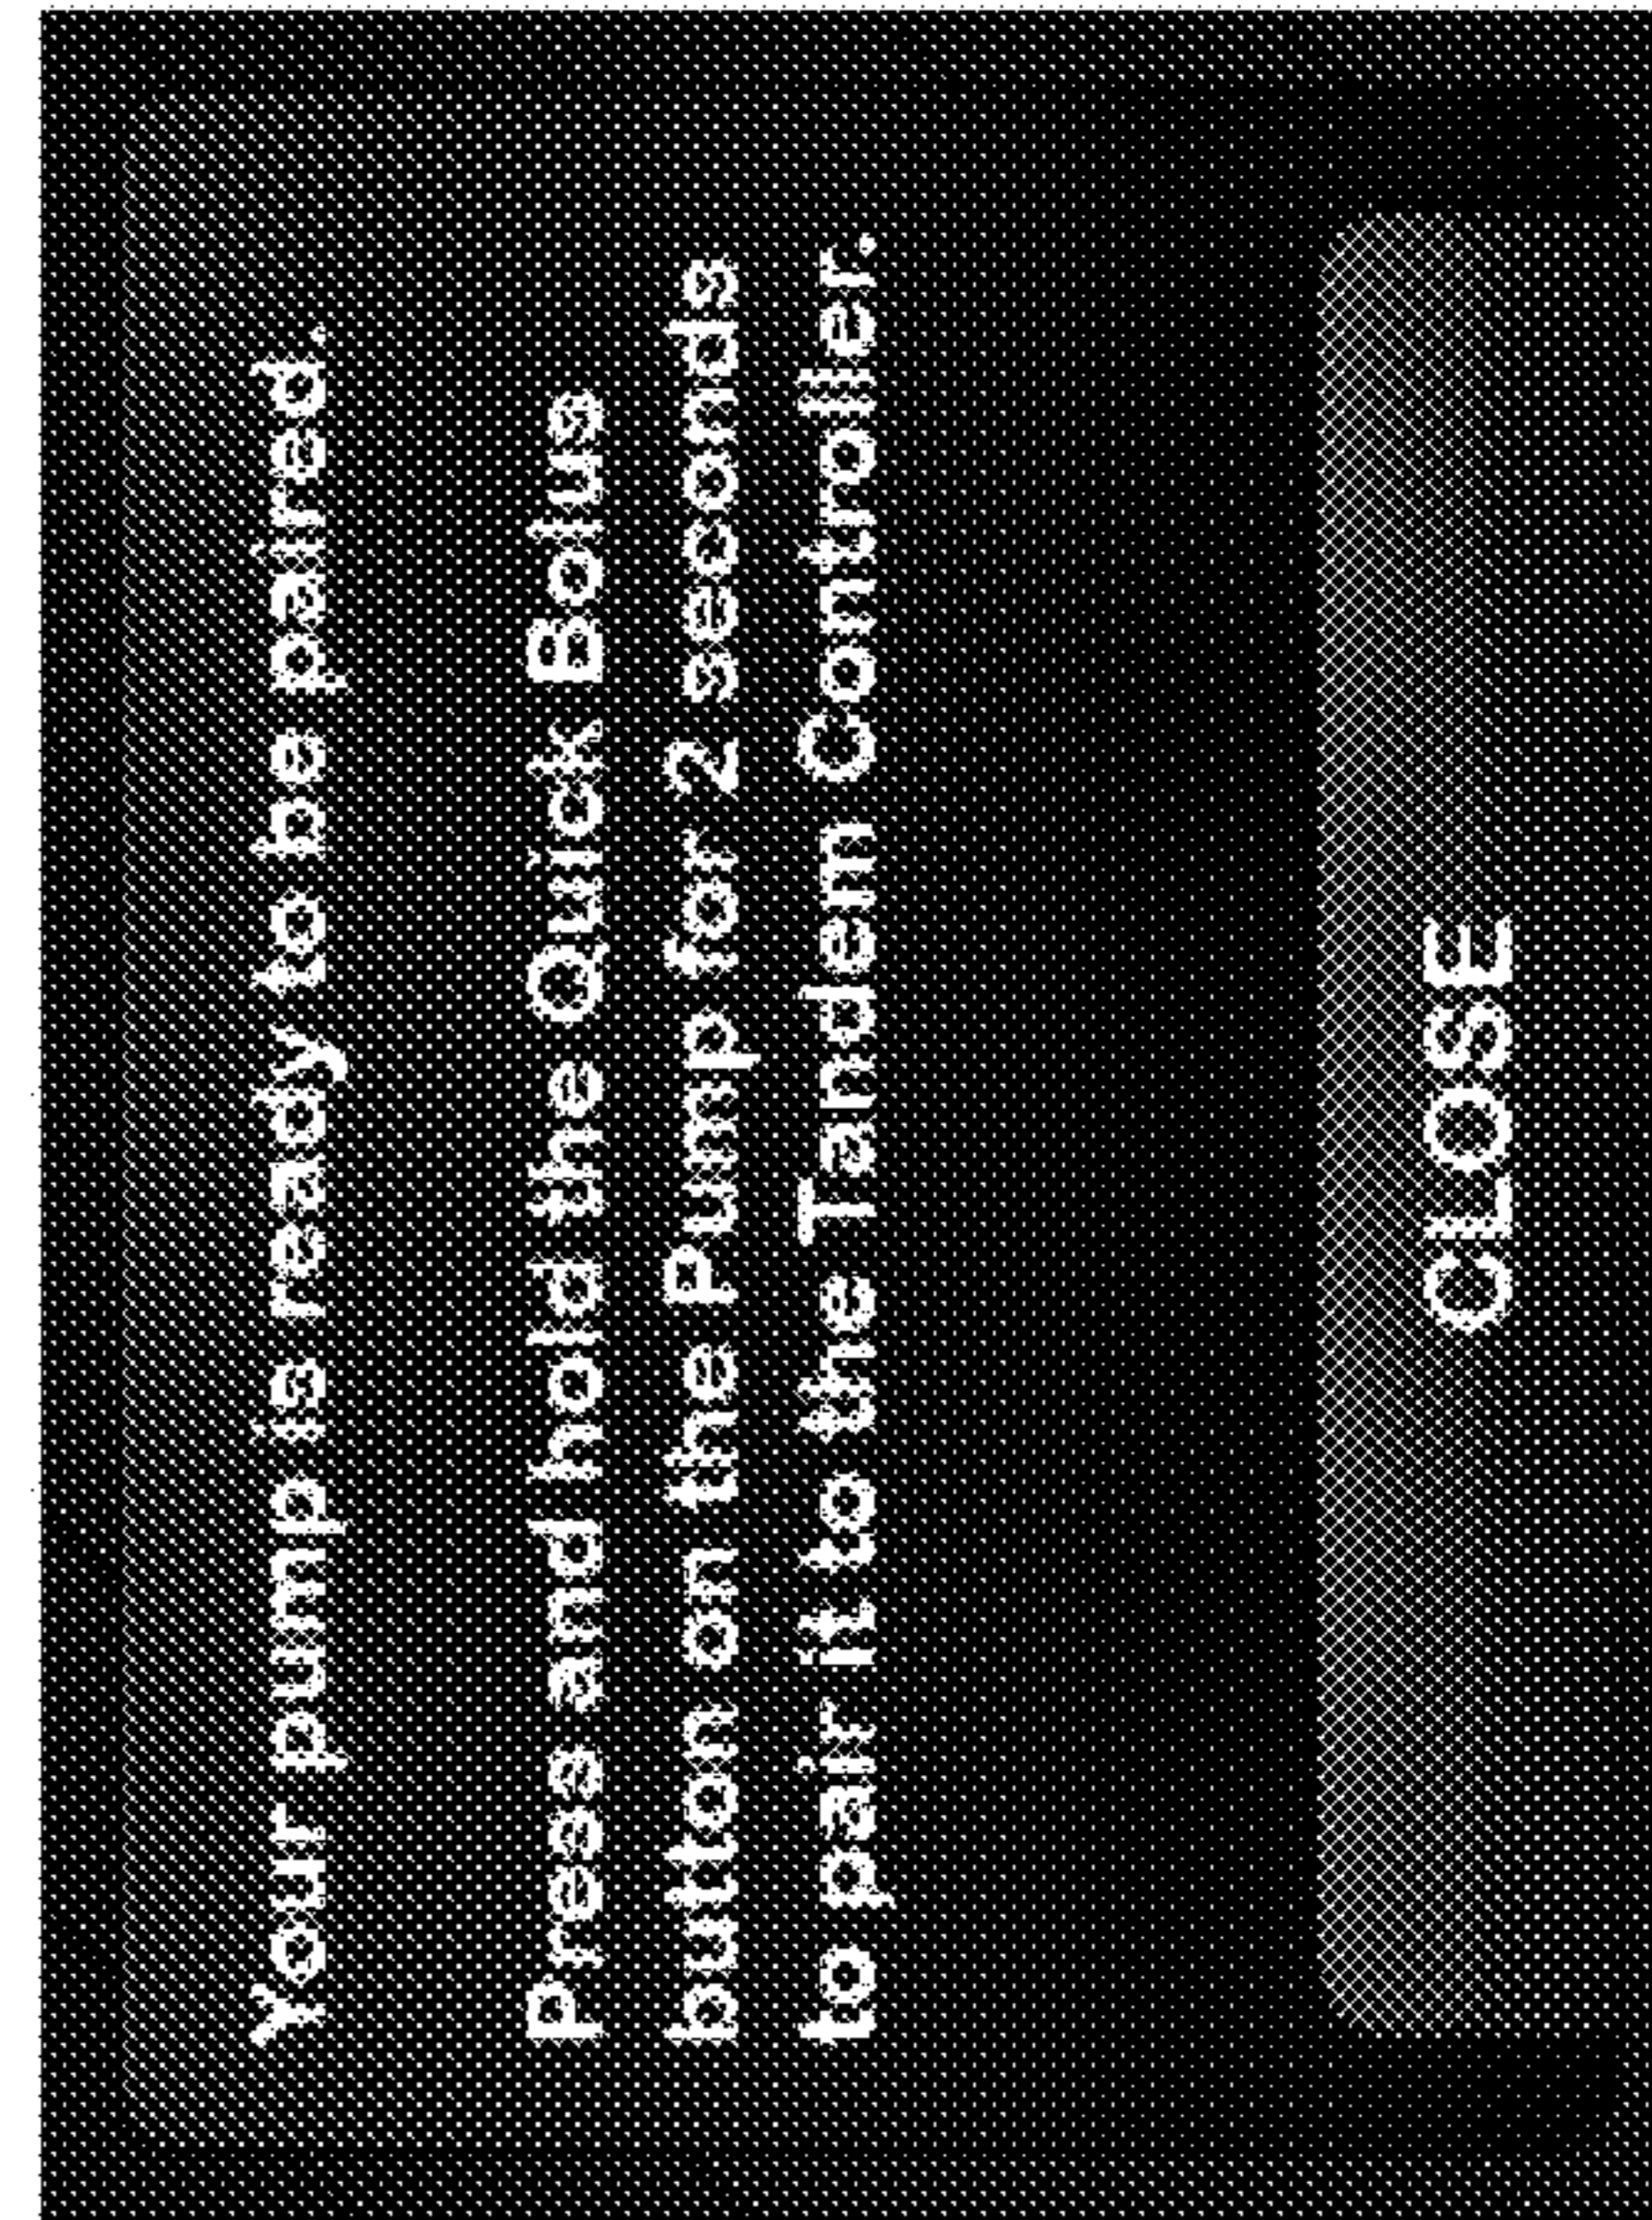 Your pump is ready to be paired.
Press and hold the Quick Bolus
button on the Pump for 2 seconds
to pair it to the Tandem Controller.
CLOSE